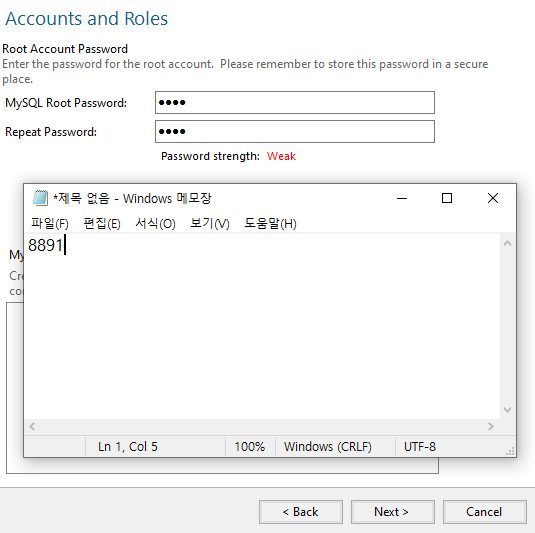 Accounts and Roles
Root Account Password
Enter the password for the root account.  Please remember to store this password in a secure
place.
MySQL Root Password: ●●●●
Repeat Password: ●●●●
Password strength: Weak
*제목 없음 - Windows 메모장
파일(F) 편집(E) 서식(O) 보기(V) 도움말(H)
8891
Ln 1, Col 5 100% Windows (CRLF) UTF-8
< Back Next > Cancel